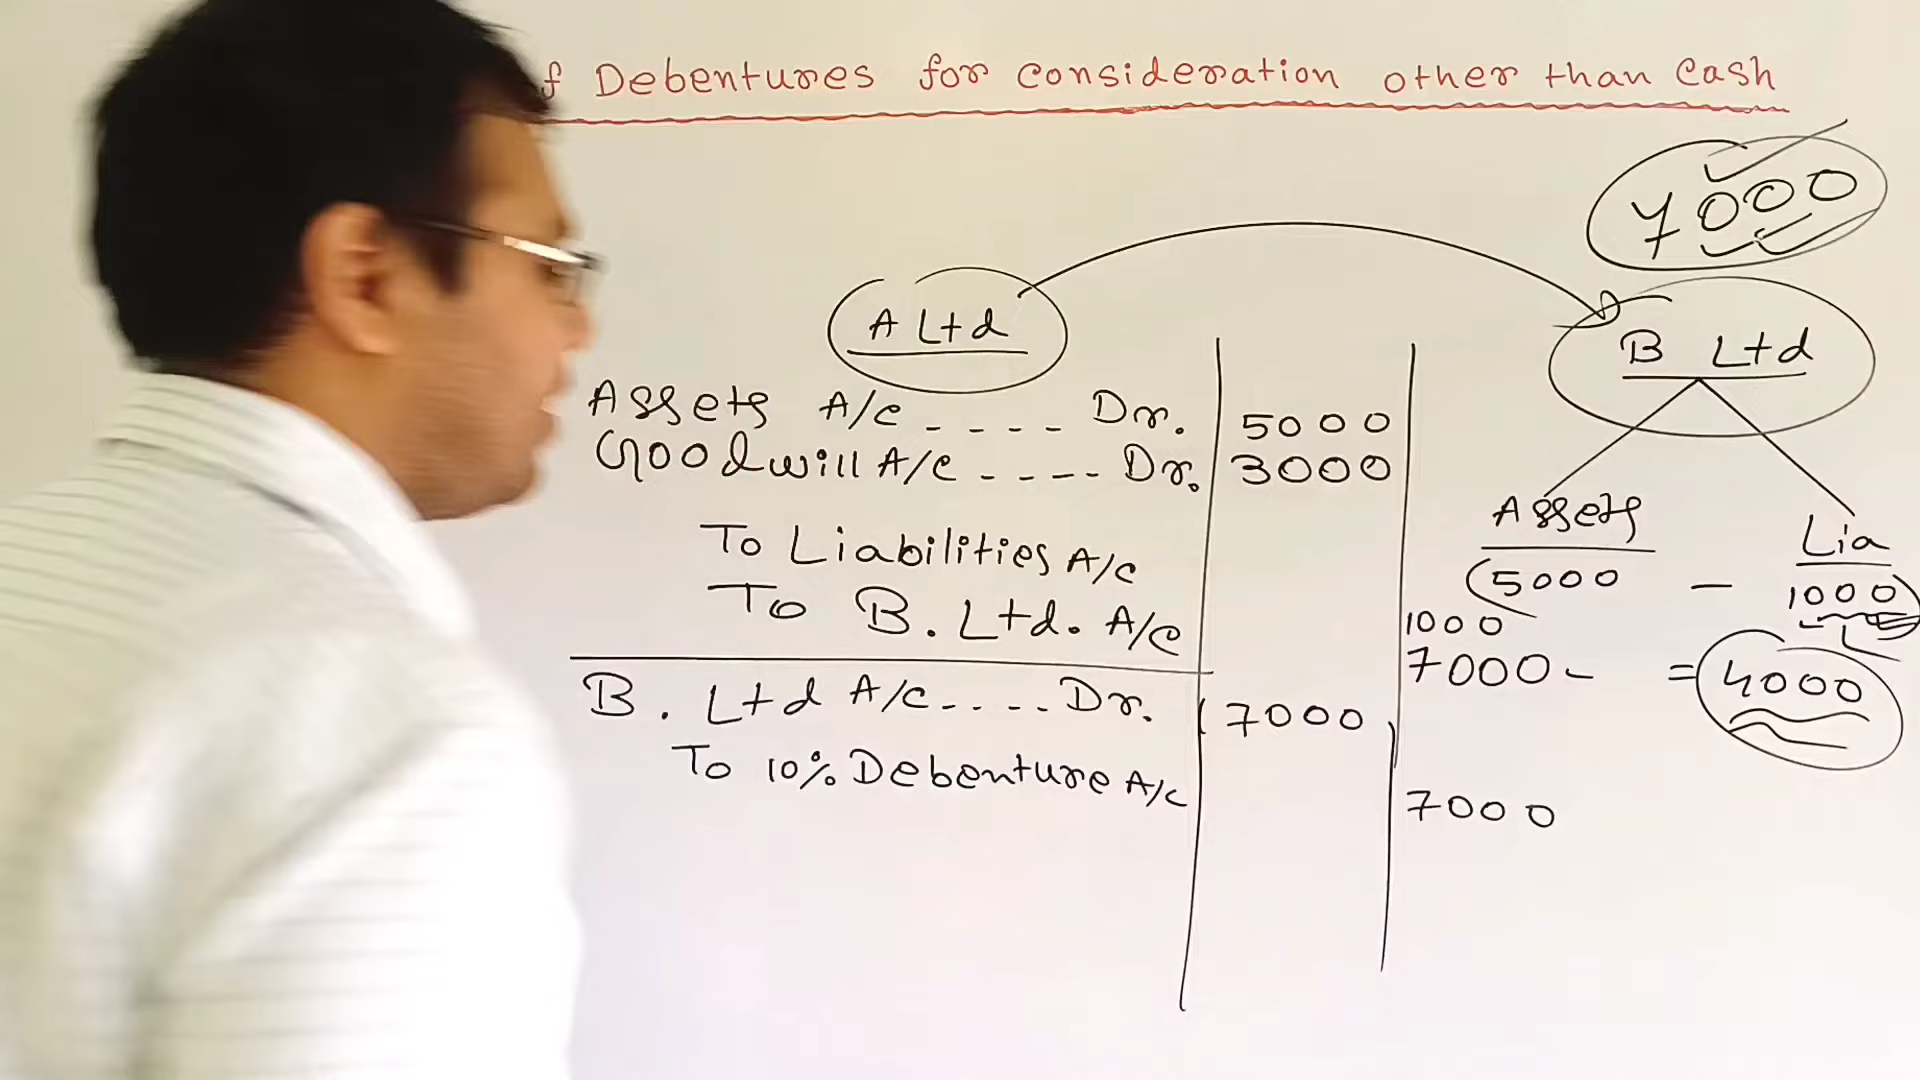 f Debentures for consideration other than Cash
7000
A Ltd
B Ltd
Assets A/c - - - - Dr. 5000
Goodwill A/c - - - - Dr. 3000
To Liabilities A/c 1000
To B. Ltd. A/c 7000
B. Ltd A/c - - - - Dr. 7000
To 10% Debenture A/c 7000
Assets Lia
5000 - 1000
= 4000